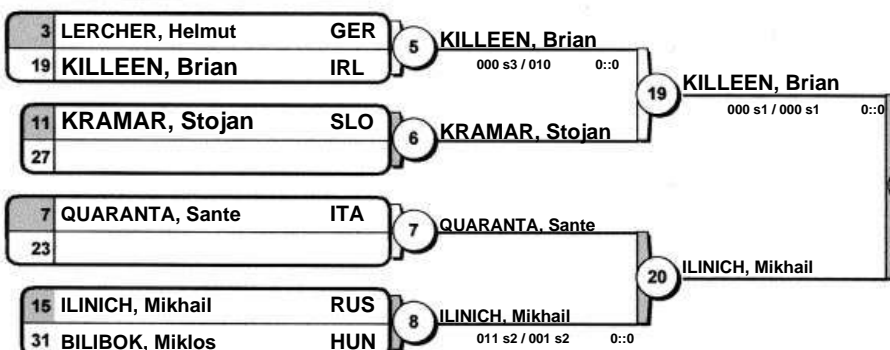 3 LERCHER, Helmut GER
19 KILLEEN, Brian IRL
5 KILLEEN, Brian
000 s3 / 010 0::0
11 KRAMAR, Stojan SLO
27
6 KRAMAR, Stojan
19 KILLEEN, Brian
000 s1 / 000 s1 0::0
7 QUARANTA, Sante ITA
23
7 QUARANTA, Sante
15 ILINICH, Mikhail RUS
31 BILIBOK, Miklos HUN
8 ILINICH, Mikhail
011 s2 / 001 s2 0::0
20 ILINICH, Mikhail